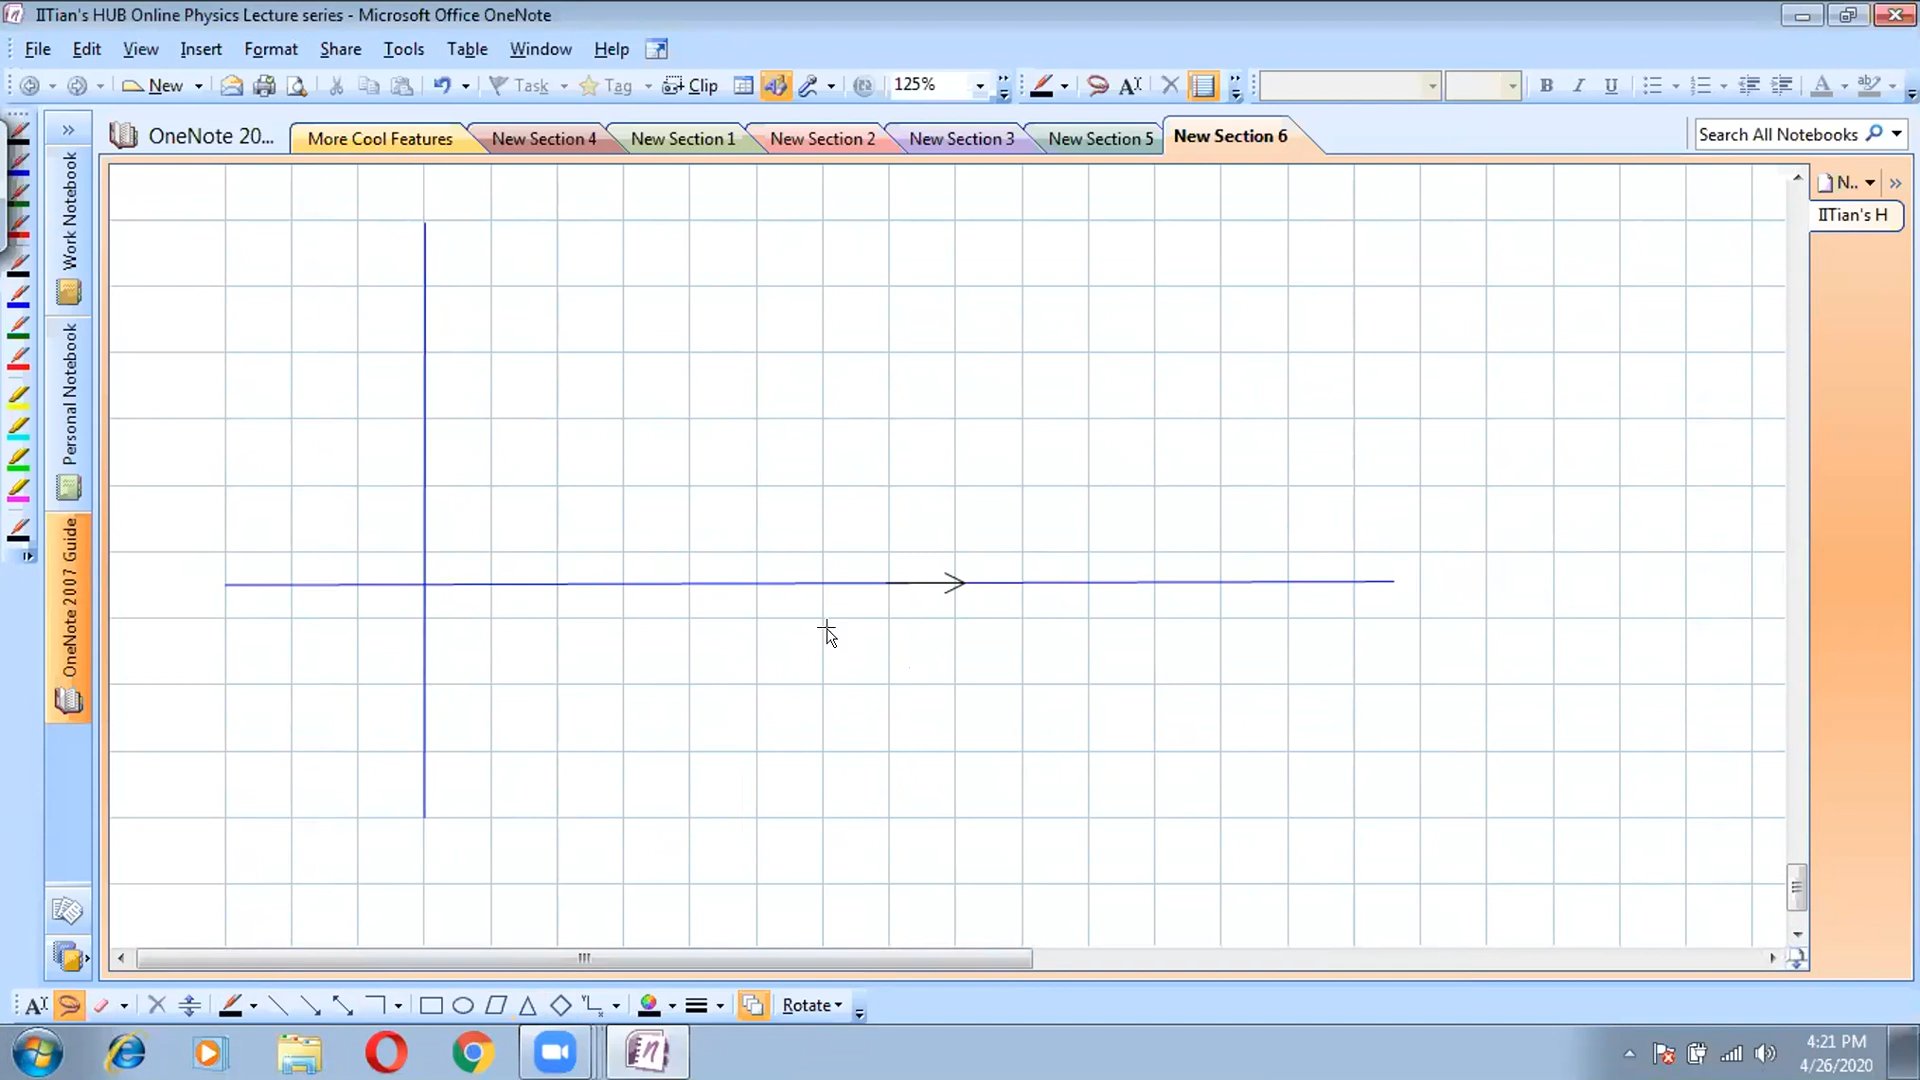 IITian's HUB Online Physics Lecture series - Microsoft Office OneNote
File Edit View Insert Format Share Tools Table Window Help
New Task Tag Clip 125% B I U A ab
OneNote 20... More Cool Features New Section 4 New Section 1 New Section 2 New Section 3 New Section 5 New Section 6 Search All Notebooks
N..
IITian's H
Work Notebook
Personal Notebook
OneNote 2007 Guide
Rotate
4:21 PM
4/26/2020